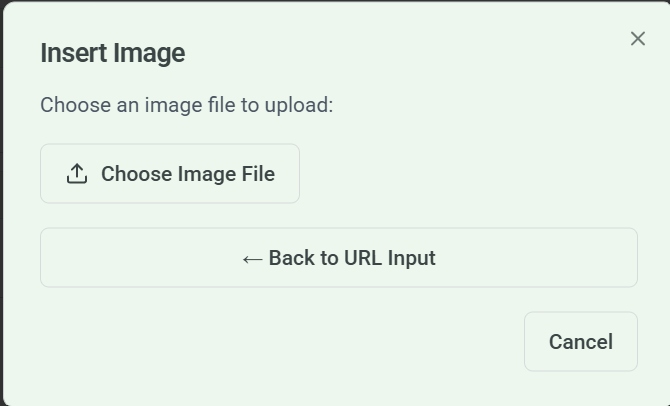 Insert Image
Choose an image file to upload:
Choose Image File
← Back to URL Input
Cancel